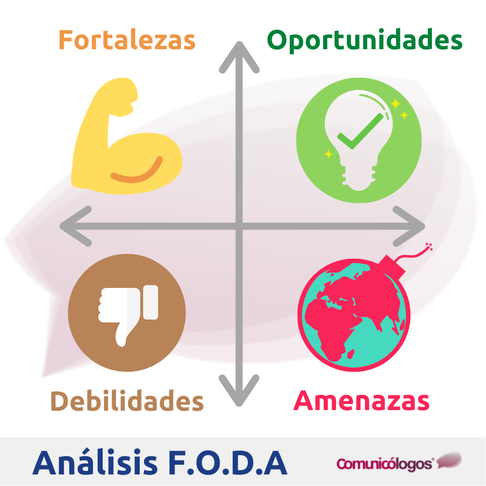 Fortalezas
Oportunidades
Debilidades
Amenazas
Análisis F.O.D.A
Comunicólogos